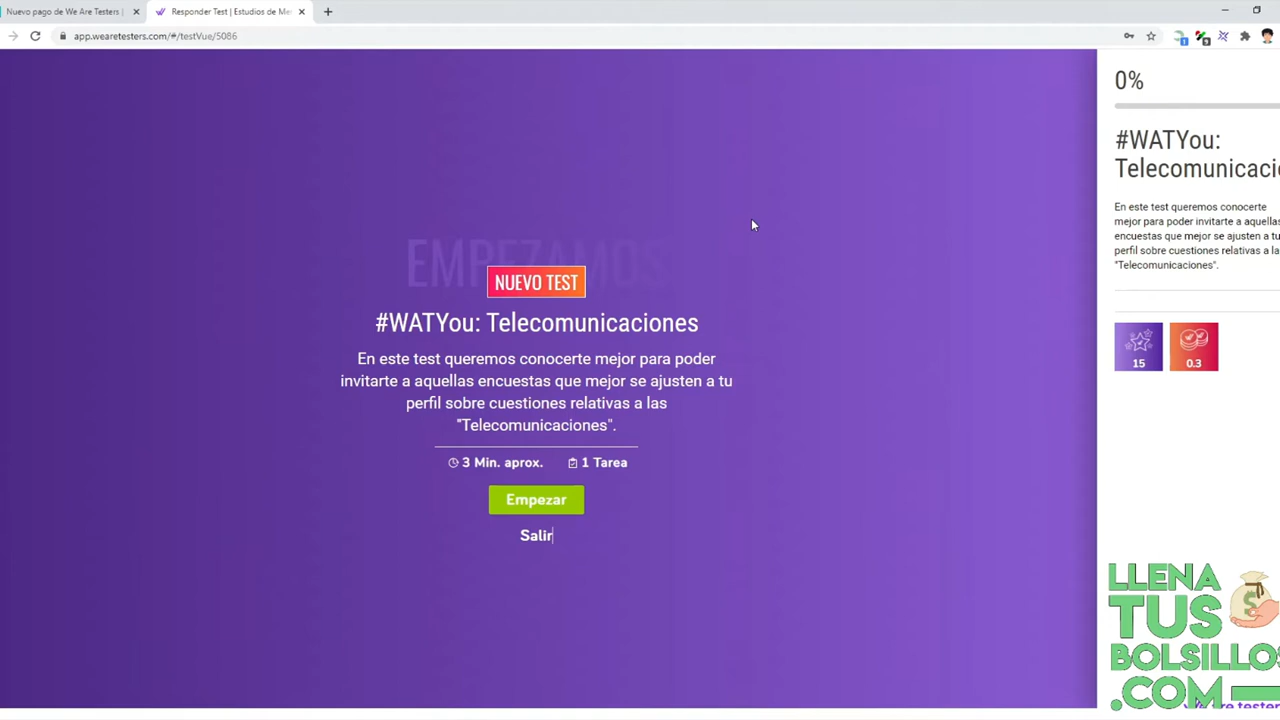 Nuevo pago de We Are Testers |
Responder Test | Estudios de Me
app.wearetesters.com/#/testVue/5086
EMPEZAMOS
NUEVO TEST
#WATYou: Telecomunicaciones
En este test queremos conocerte mejor para poder
invitarte a aquellas encuestas que mejor se ajusten a tu
perfil sobre cuestiones relativas a las
"Telecomunicaciones".
3 Min. aprox. 1 Tarea
Empezar
Salir
0%
#WATYou:
Telecomunicacio
En este test queremos conocerte
mejor para poder invitarte a aquellas
encuestas que mejor se ajusten a tu
perfil sobre cuestiones relativas a la
"Telecomunicaciones".
15 0.3
LLENA
TUS
BOLSILLOS
.COM